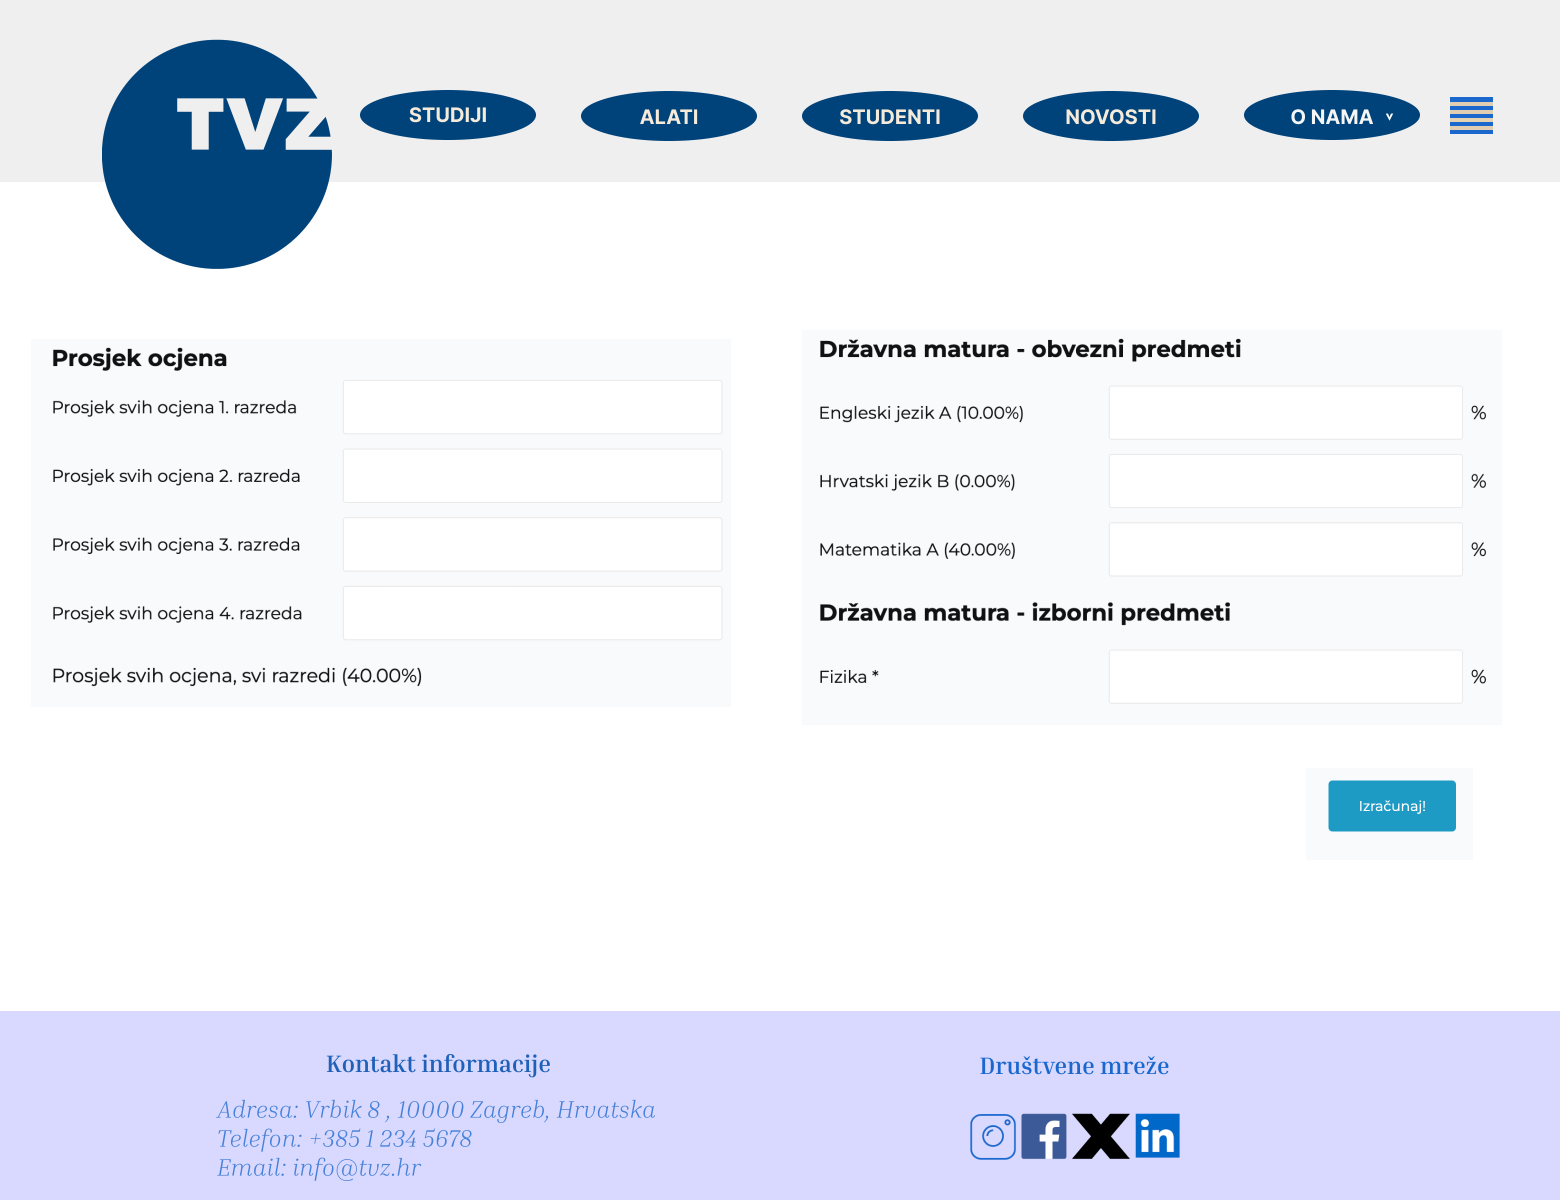 TVZ
STUDIJI
ALATI
STUDENTI
NOVOSTI
O NAMA
Prosjek ocjena
Prosjek svih ocjena 1. razreda
Prosjek svih ocjena 2. razreda
Prosjek svih ocjena 3. razreda
Prosjek svih ocjena 4. razreda
Prosjek svih ocjena, svi razredi (40.00%)
Državna matura - obvezni predmeti
Engleski jezik A (10.00%) %
Hrvatski jezik B (0.00%) %
Matematika A (40.00%) %
Državna matura - izborni predmeti
Fizika * %
Izračunaj!
Kontakt informacije
Adresa: Vrbik 8 , 10000 Zagreb, Hrvatska
Telefon: +385 1 234 5678
Email: info@tvz.hr
Društvene mreže
in